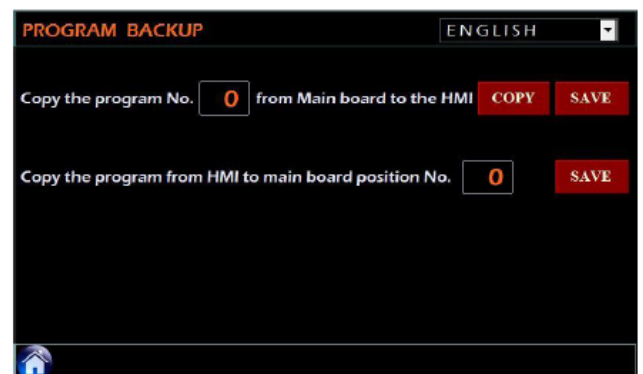 PROGRAM BACKUP ENGLISH
Copy the program No. 0 from Main board to the HMI COPY SAVE
Copy the program from HMI to main board position No. 0 SAVE